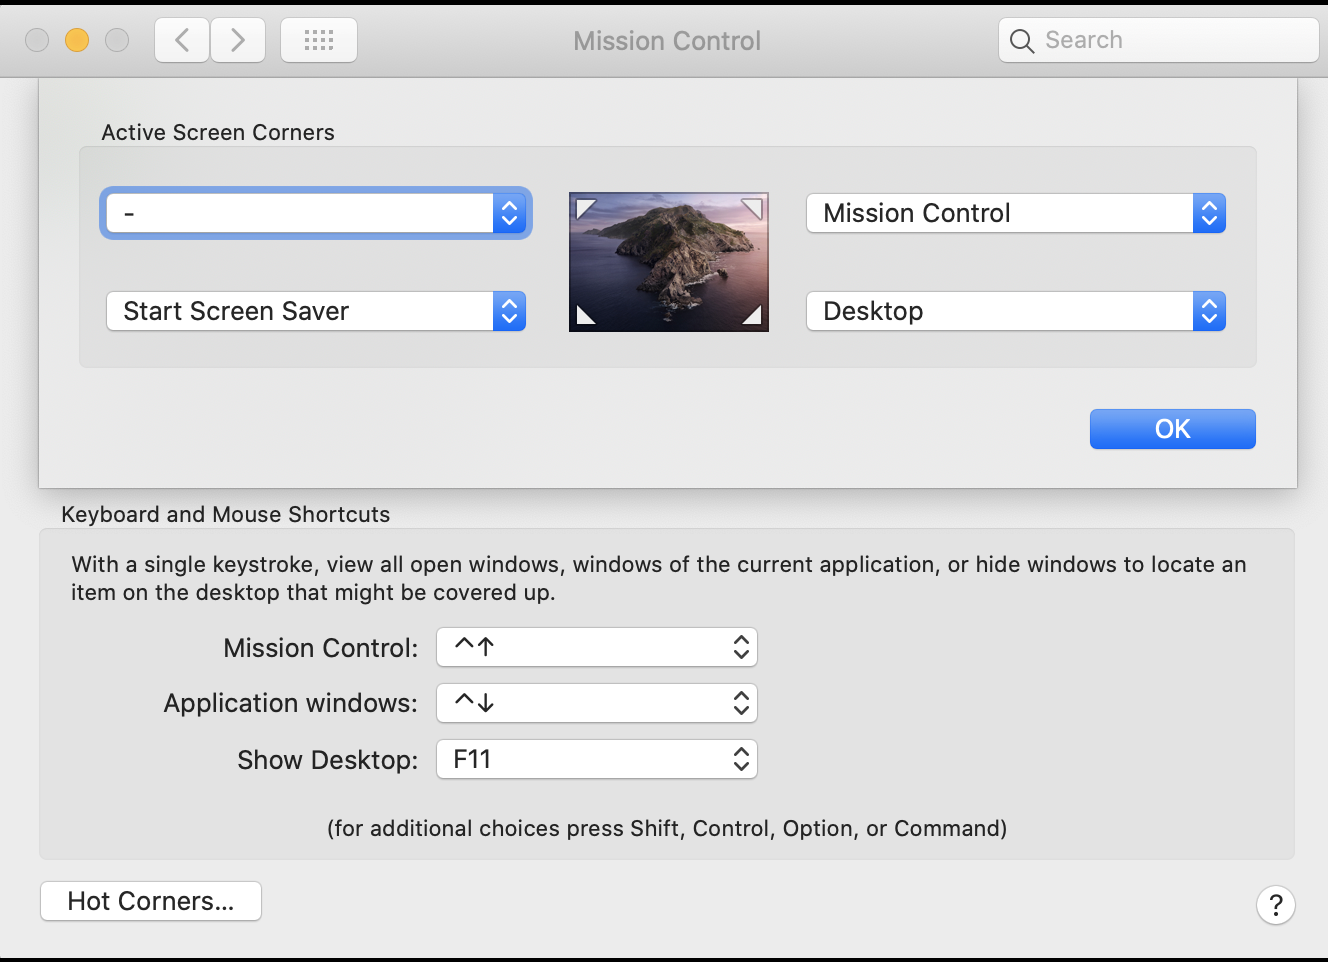 Mission Control
Search
Active Screen Corners
-
Mission Control
Start Screen Saver
Desktop
OK
Keyboard and Mouse Shortcuts
With a single keystroke, view all open windows, windows of the current application, or hide windows to locate an
item on the desktop that might be covered up.
Mission Control: ^↑
Application windows: ^↓
Show Desktop: F11
(for additional choices press Shift, Control, Option, or Command)
Hot Corners...
?